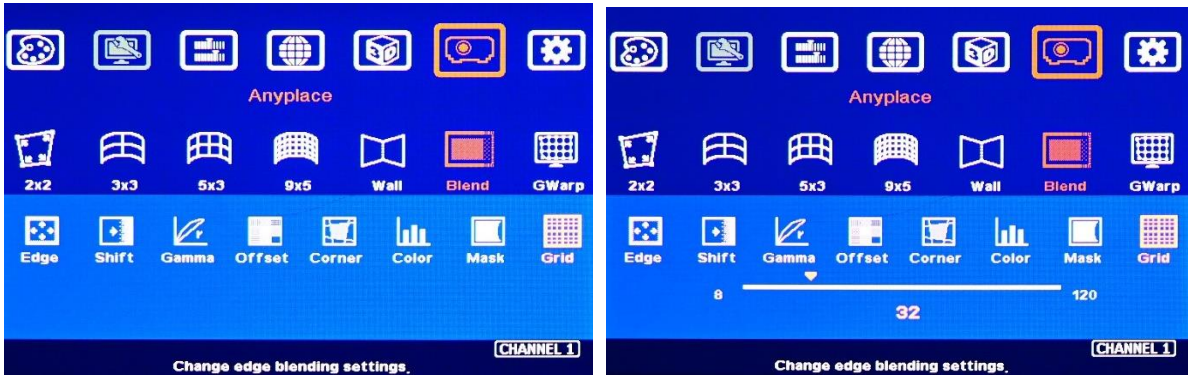 Anyplace
2x2 3x3 5x3 9x5 Wall Blend GWarp
Edge Shift Gamma Offset Corner Color Mask Grid
CHANNEL 1
Change edge blending settings.
Anyplace
2x2 3x3 5x3 9x5 Wall Blend GWarp
Edge Shift Gamma Offset Corner Color Mask Grid
8 120
32
CHANNEL 1
Change edge blending settings.